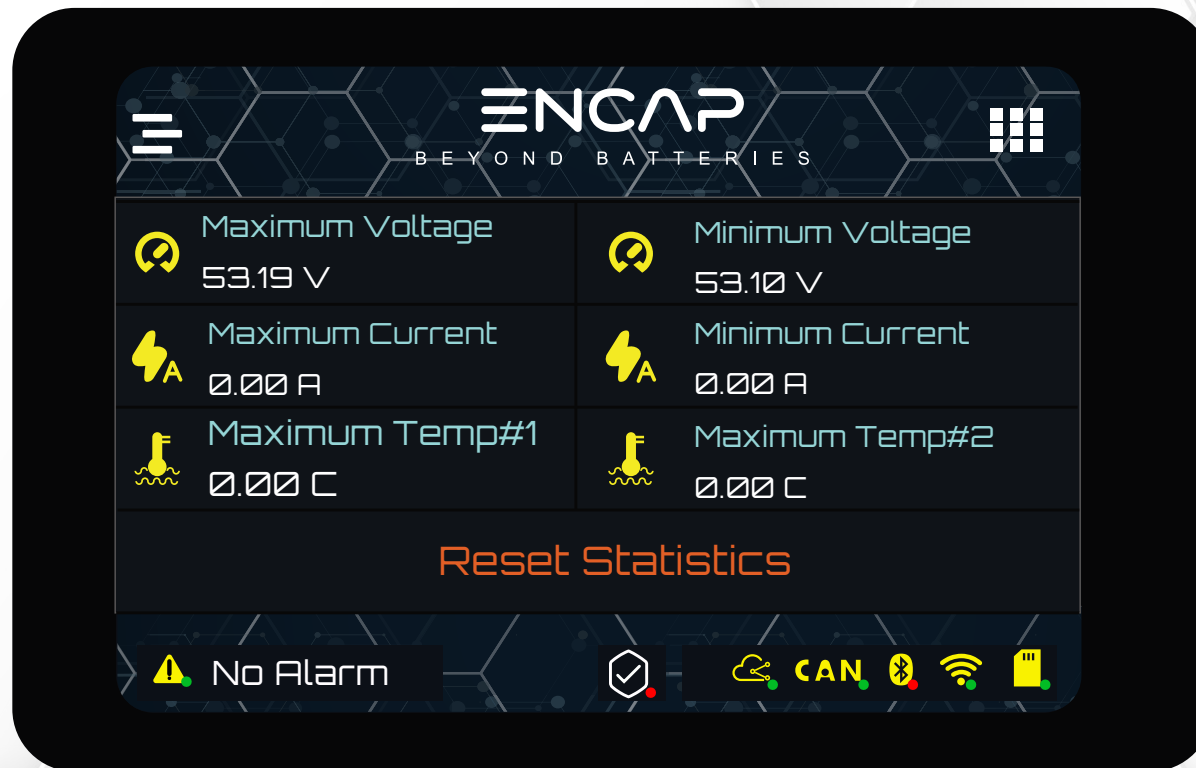 ENCAP
BEYOND BATTERIES
Maximum Voltage
53.19 V
Minimum Voltage
53.10 V
Maximum Current
0.00 A
Minimum Current
0.00 A
A
A
Maximum Temp#1
0.00 C
Maximum Temp#2
0.00 C
Reset Statistics
No Alarm
CAN